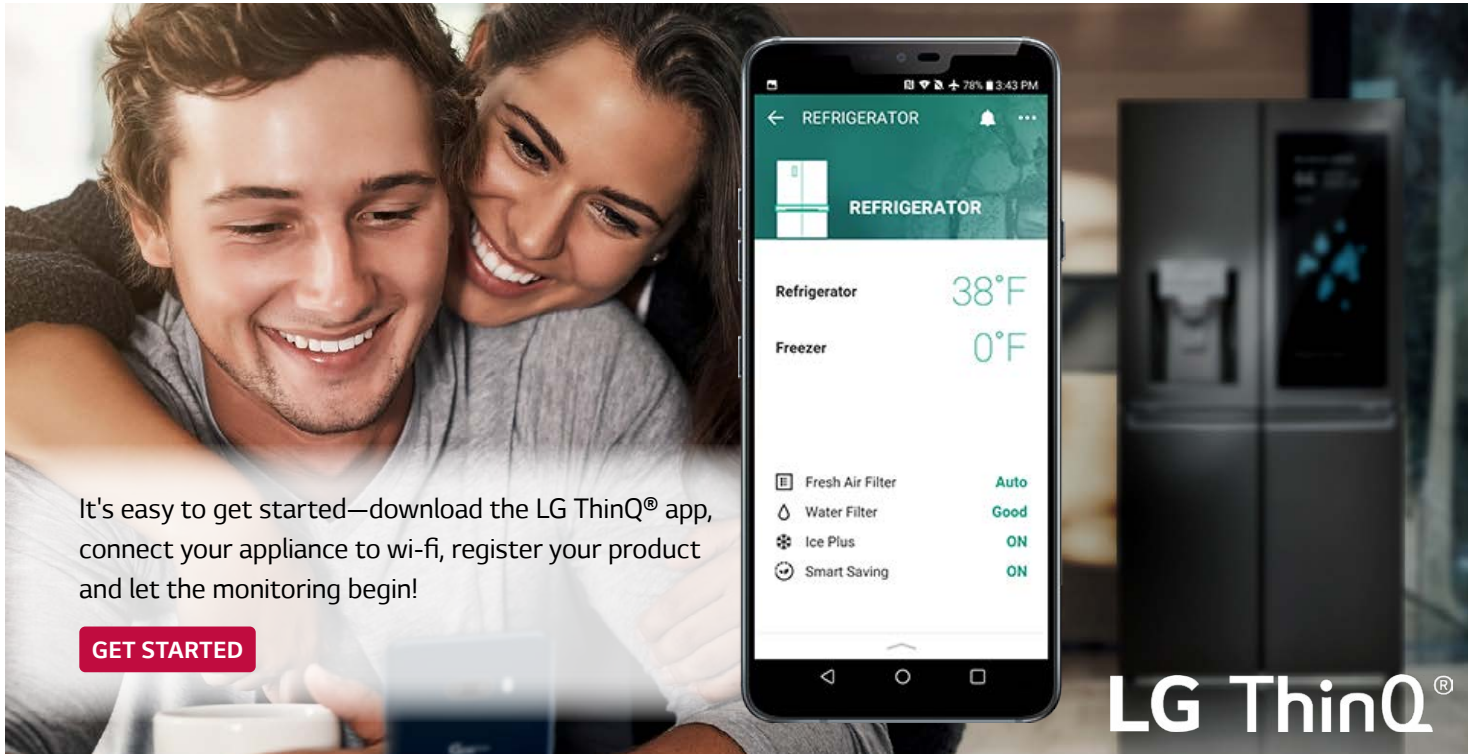 78% 3:43 PM
REFRIGERATOR
REFRIGERATOR
Refrigerator 38°F
Freezer 0°F
Fresh Air Filter Auto
Water Filter Good
Ice Plus ON
Smart Saving ON
It's easy to get started—download the LG ThinQ® app,
connect your appliance to wi-fi, register your product
and let the monitoring begin!
GET STARTED
LG ThinQ®